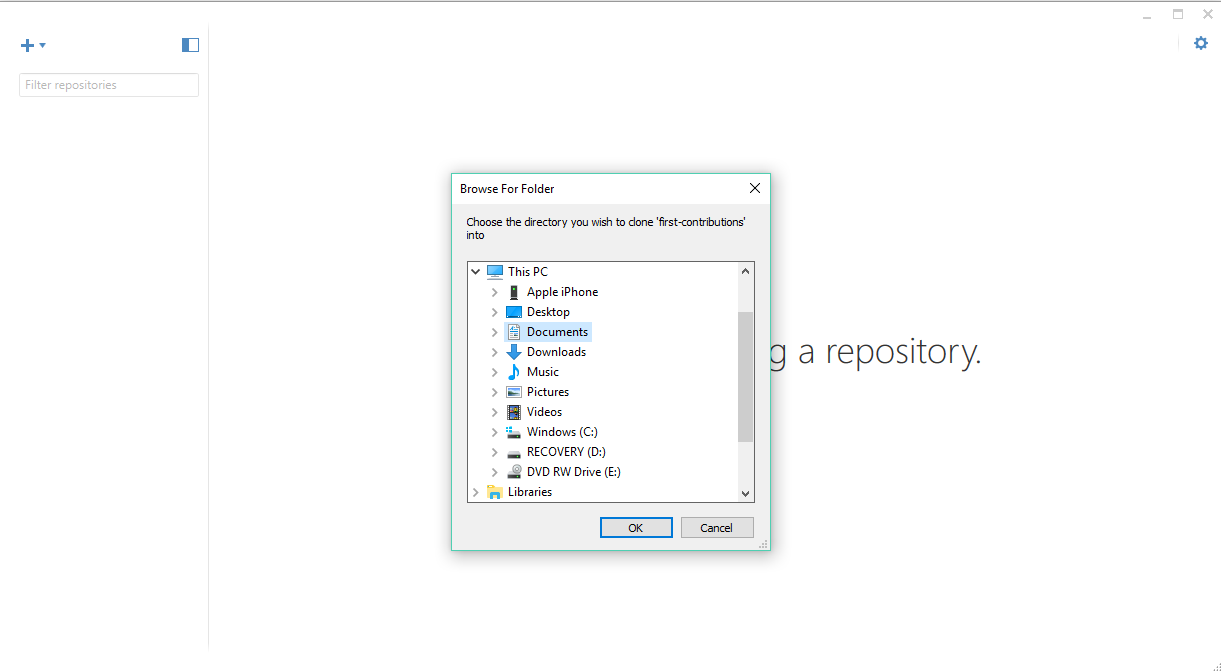 Filter repositories
Browse For Folder
Choose the directory you wish to clone 'first-contributions'
into
This PC
Apple iPhone
Desktop
Documents
Downloads
Music
Pictures
Videos
Windows (C:)
RECOVERY (D:)
DVD RW Drive (E:)
Libraries
OK
Cancel
g a repository.